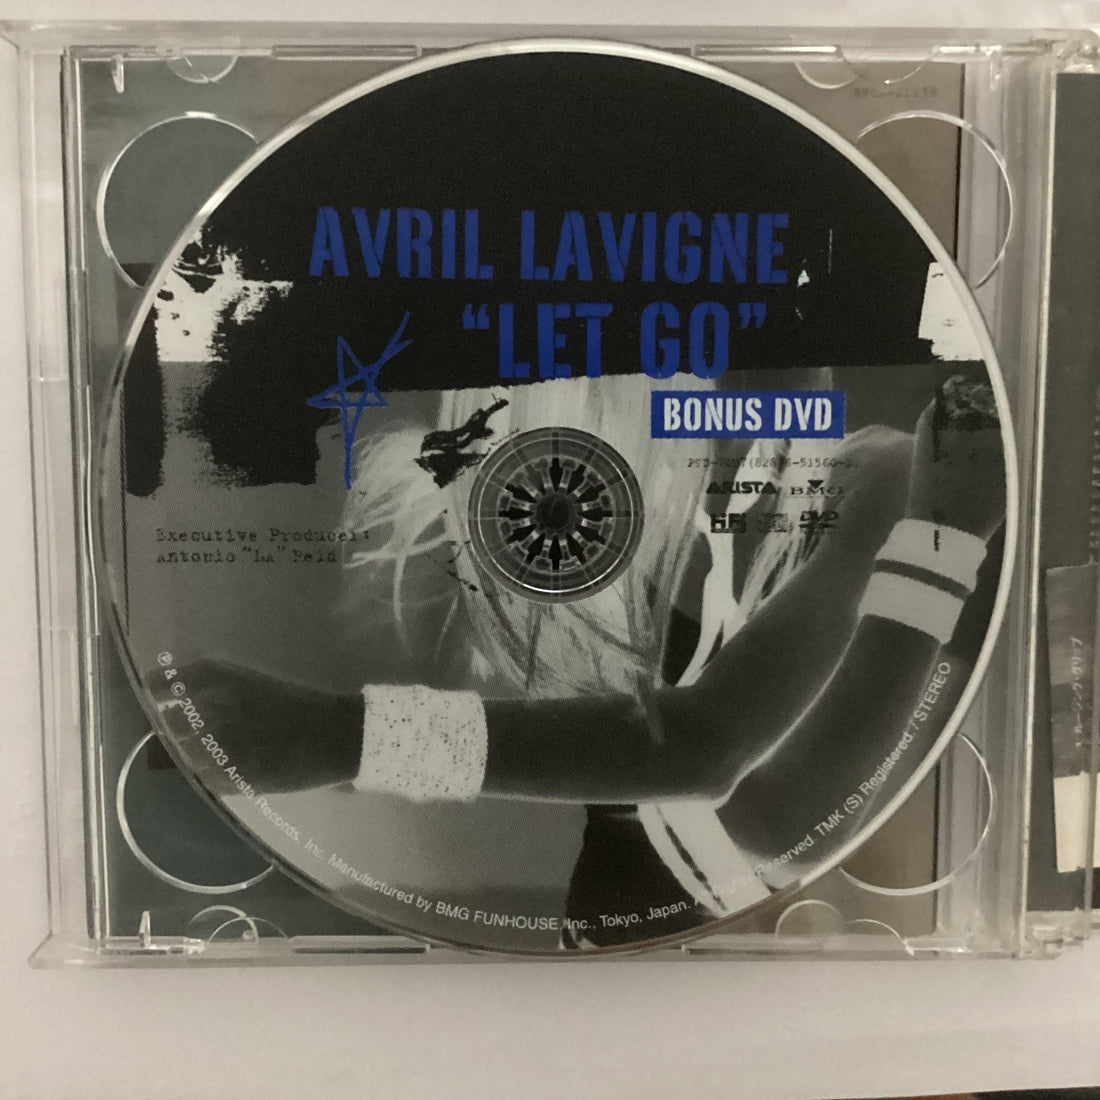 AVRIL LAVIGNE
"LET GO"
BONUS DVD
ARISTA BMG
DVD
Executive Producer:
Antonio "LA" Reid
℗ & © 2002, 2003 Arista Records, Inc. Manufactured by BMG FUNHOUSE, Inc., Tokyo, Japan. Reserved. TMK (S) Registered. / STEREO